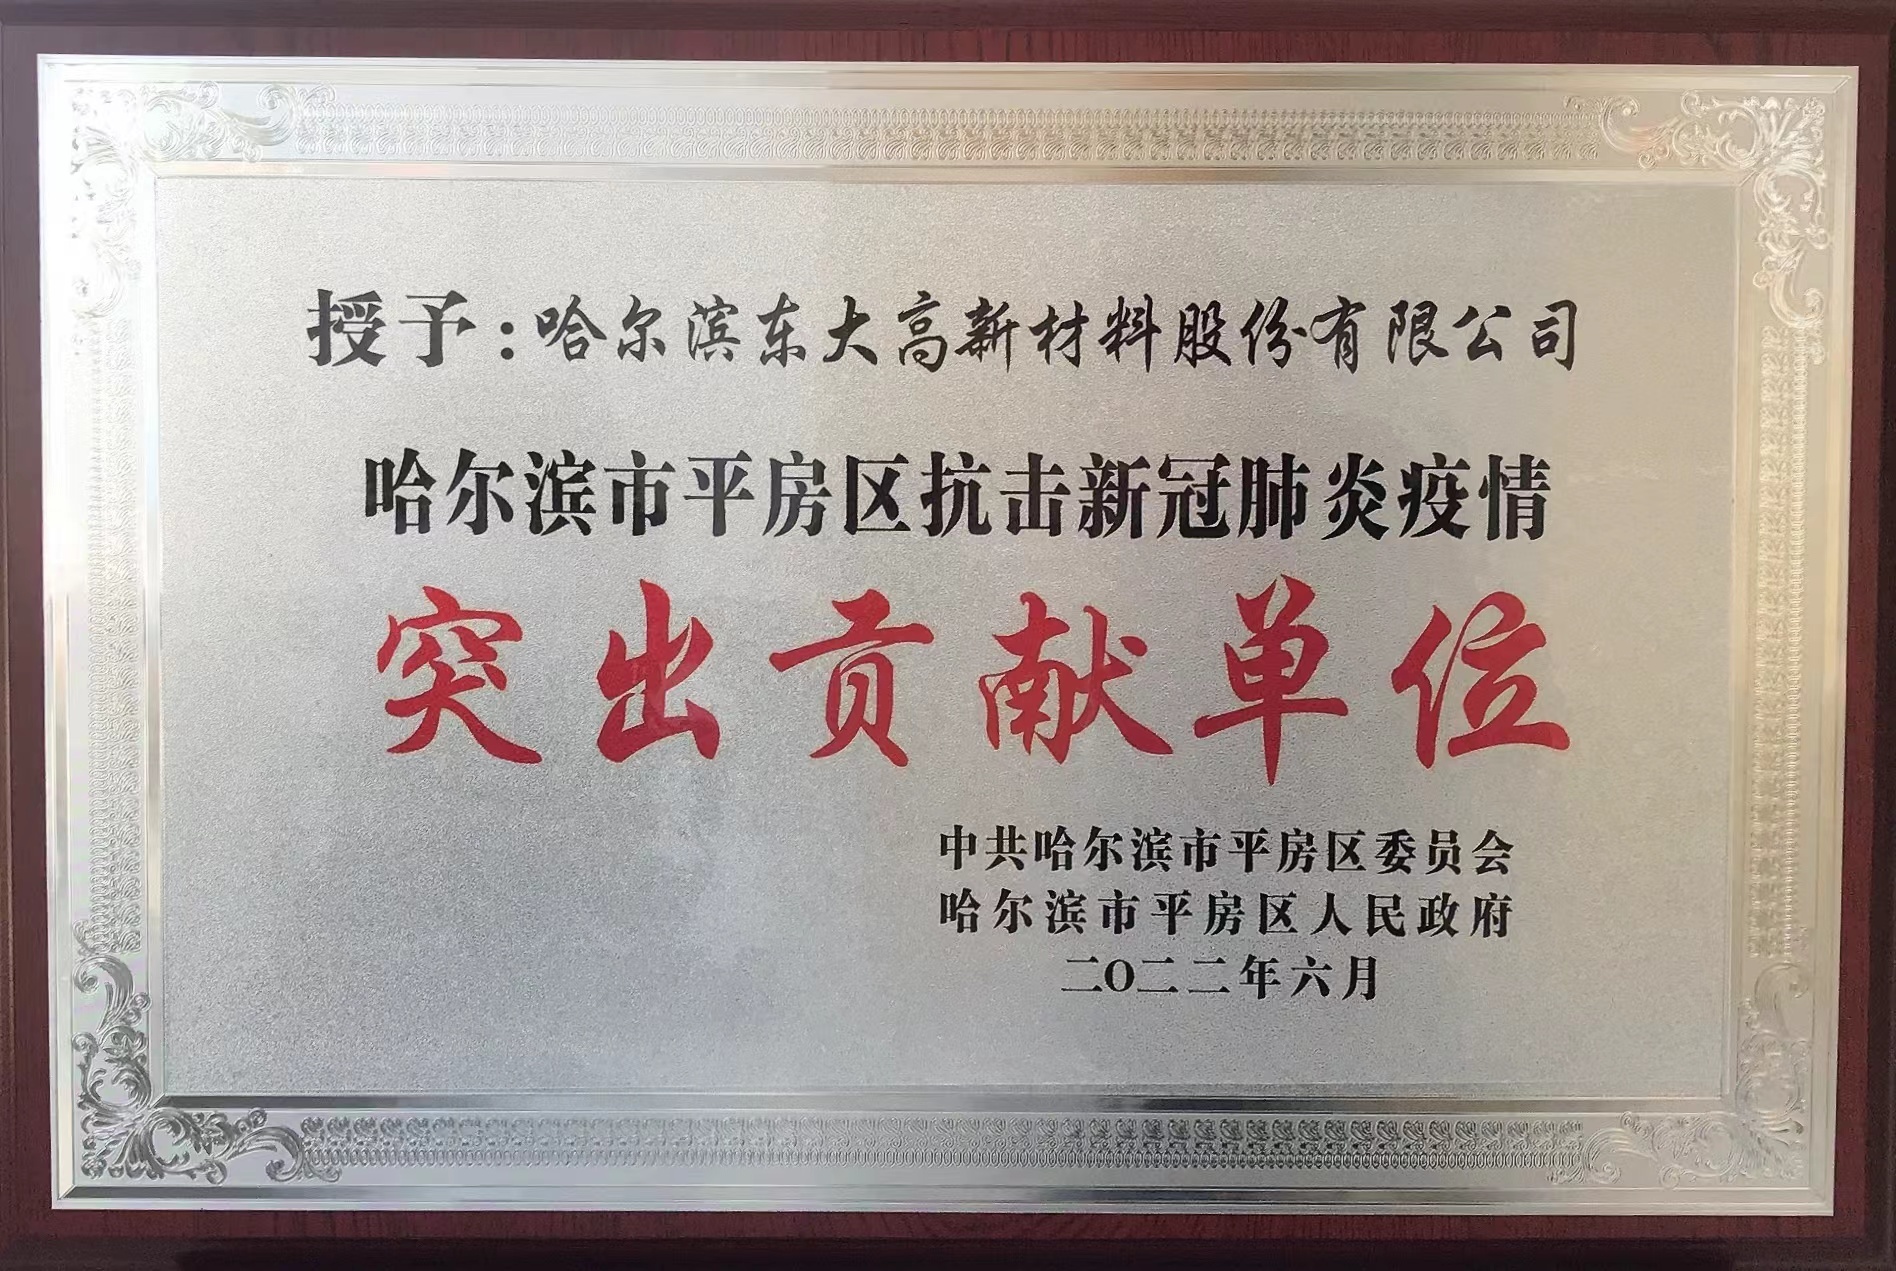 授予:哈尔滨东大高新材料股份有限公司
哈尔滨市平房区抗击新冠肺炎疫情
突出贡献单位
中共哈尔滨市平房区委员会
哈尔滨市平房区人民政府
二〇二二年六月